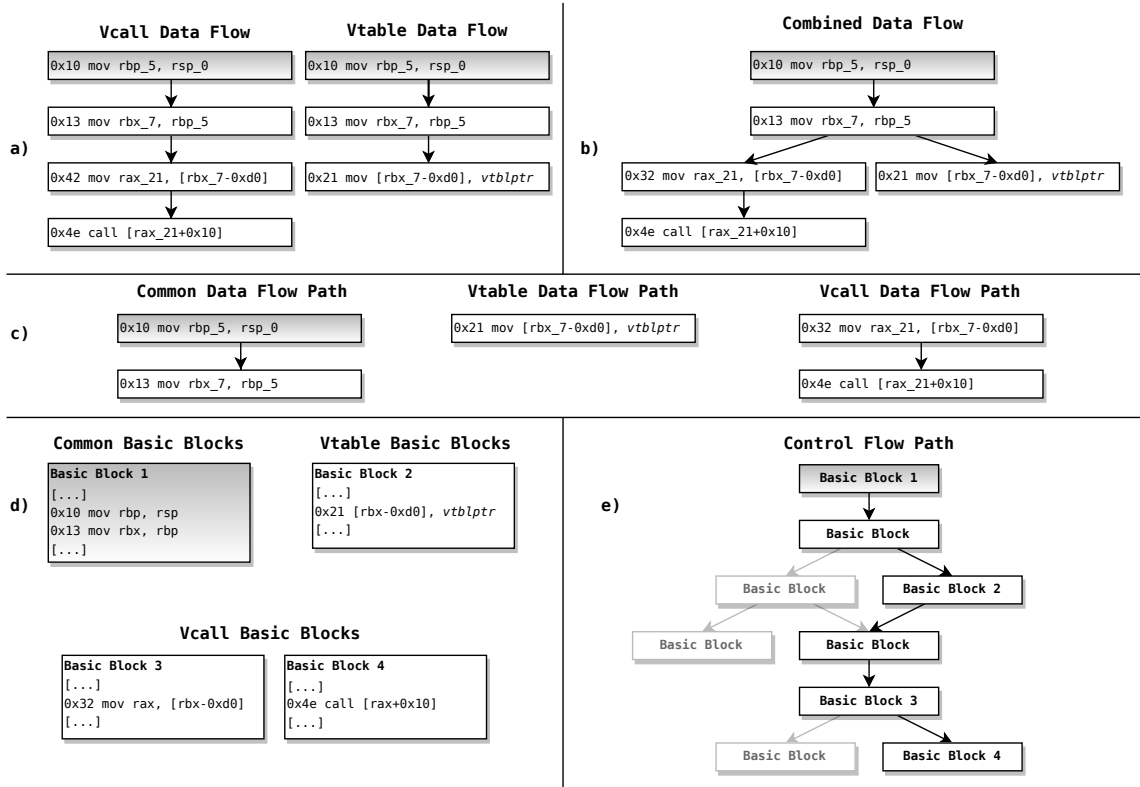 Vcall Data Flow
Vtable Data Flow
0x10 mov rbp_5, rsp_0
0x10 mov rbp_5, rsp_0
0x13 mov rbx_7, rbp_5
0x13 mov rbx_7, rbp_5
a)
0x42 mov rax_21, [rbx_7-0xd0]
0x21 mov [rbx_7-0xd0], vtblptr
0x4e call [rax_21+0x10]
Combined Data Flow
0x10 mov rbp_5, rsp_0
0x13 mov rbx_7, rbp_5
b)
0x32 mov rax_21, [rbx_7-0xd0]
0x21 mov [rbx_7-0xd0], vtblptr
0x4e call [rax_21+0x10]
Common Data Flow Path
Vtable Data Flow Path
Vcall Data Flow Path
c)
0x10 mov rbp_5, rsp_0
0x21 mov [rbx_7-0xd0], vtblptr
0x32 mov rax_21, [rbx_7-0xd0]
0x13 mov rbx_7, rbp_5
0x4e call [rax_21+0x10]
Common Basic Blocks
Vtable Basic Blocks
d)
Basic Block 1
[...]
0x10 mov rbp, rsp
0x13 mov rbx, rbp
[...]
Basic Block 2
[...]
0x21 [rbx-0xd0], vtblptr
[...]
Vcall Basic Blocks
Basic Block 3
[...]
0x32 mov rax, [rbx-0xd0]
[...]
Basic Block 4
[...]
0x4e call [rax+0x10]
[...]
Control Flow Path
e)
Basic Block 1
Basic Block
Basic Block
Basic Block 2
Basic Block
Basic Block
Basic Block 3
Basic Block
Basic Block 4